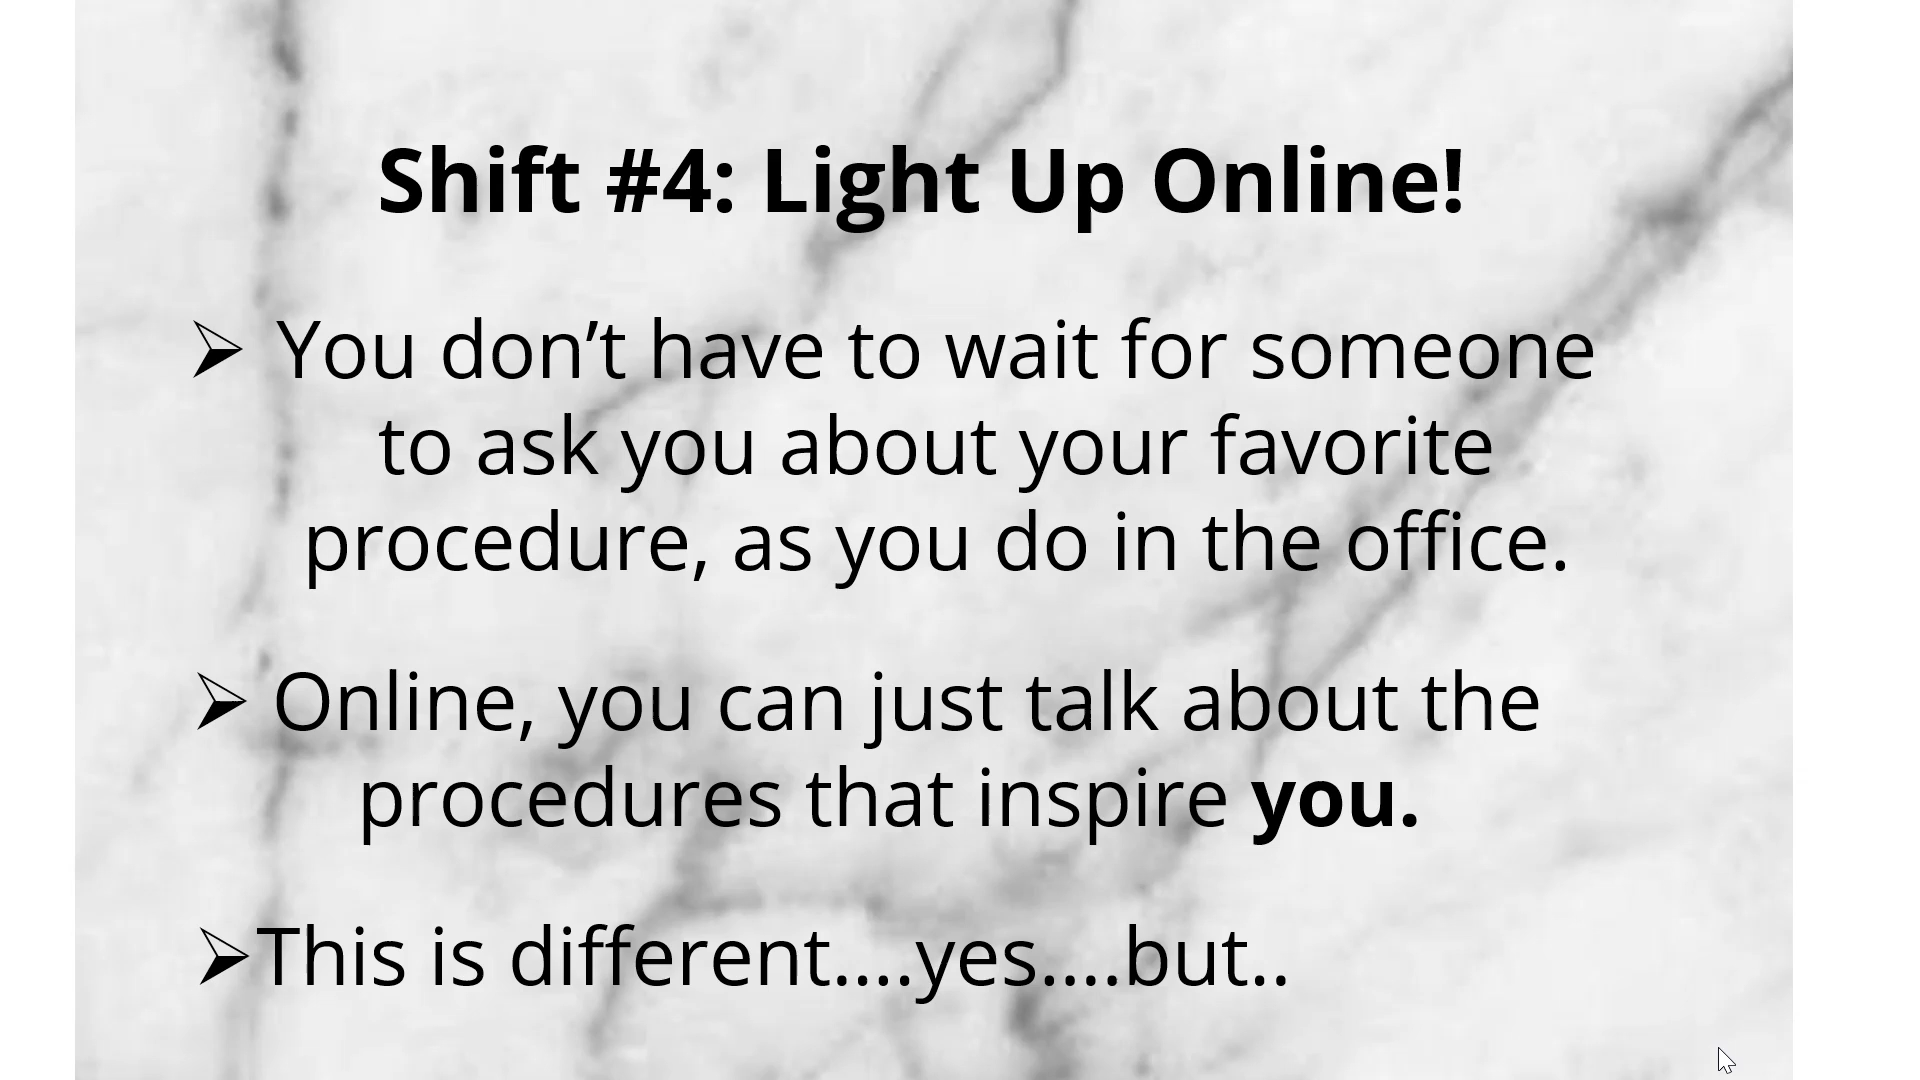 Shift #4: Light Up Online!
➢ You don’t have to wait for someone
to ask you about your favorite
procedure, as you do in the office.
➢ Online, you can just talk about the
procedures that inspire you.
➢This is different....yes....but..